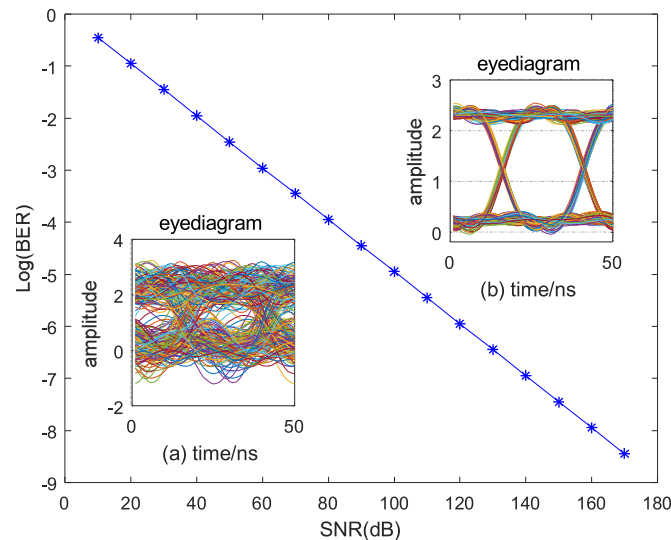 0
-1
-2
-3
-4
-5
-6
-7
-8
-9
Log(BER)
0 20 40 60 80 100 120 140 160 180
SNR(dB)
eyediagram
3
2
1
0
amplitude
0 50
(b) time/ns
eyediagram
4
2
0
-2
amplitude
0 50
(a) time/ns